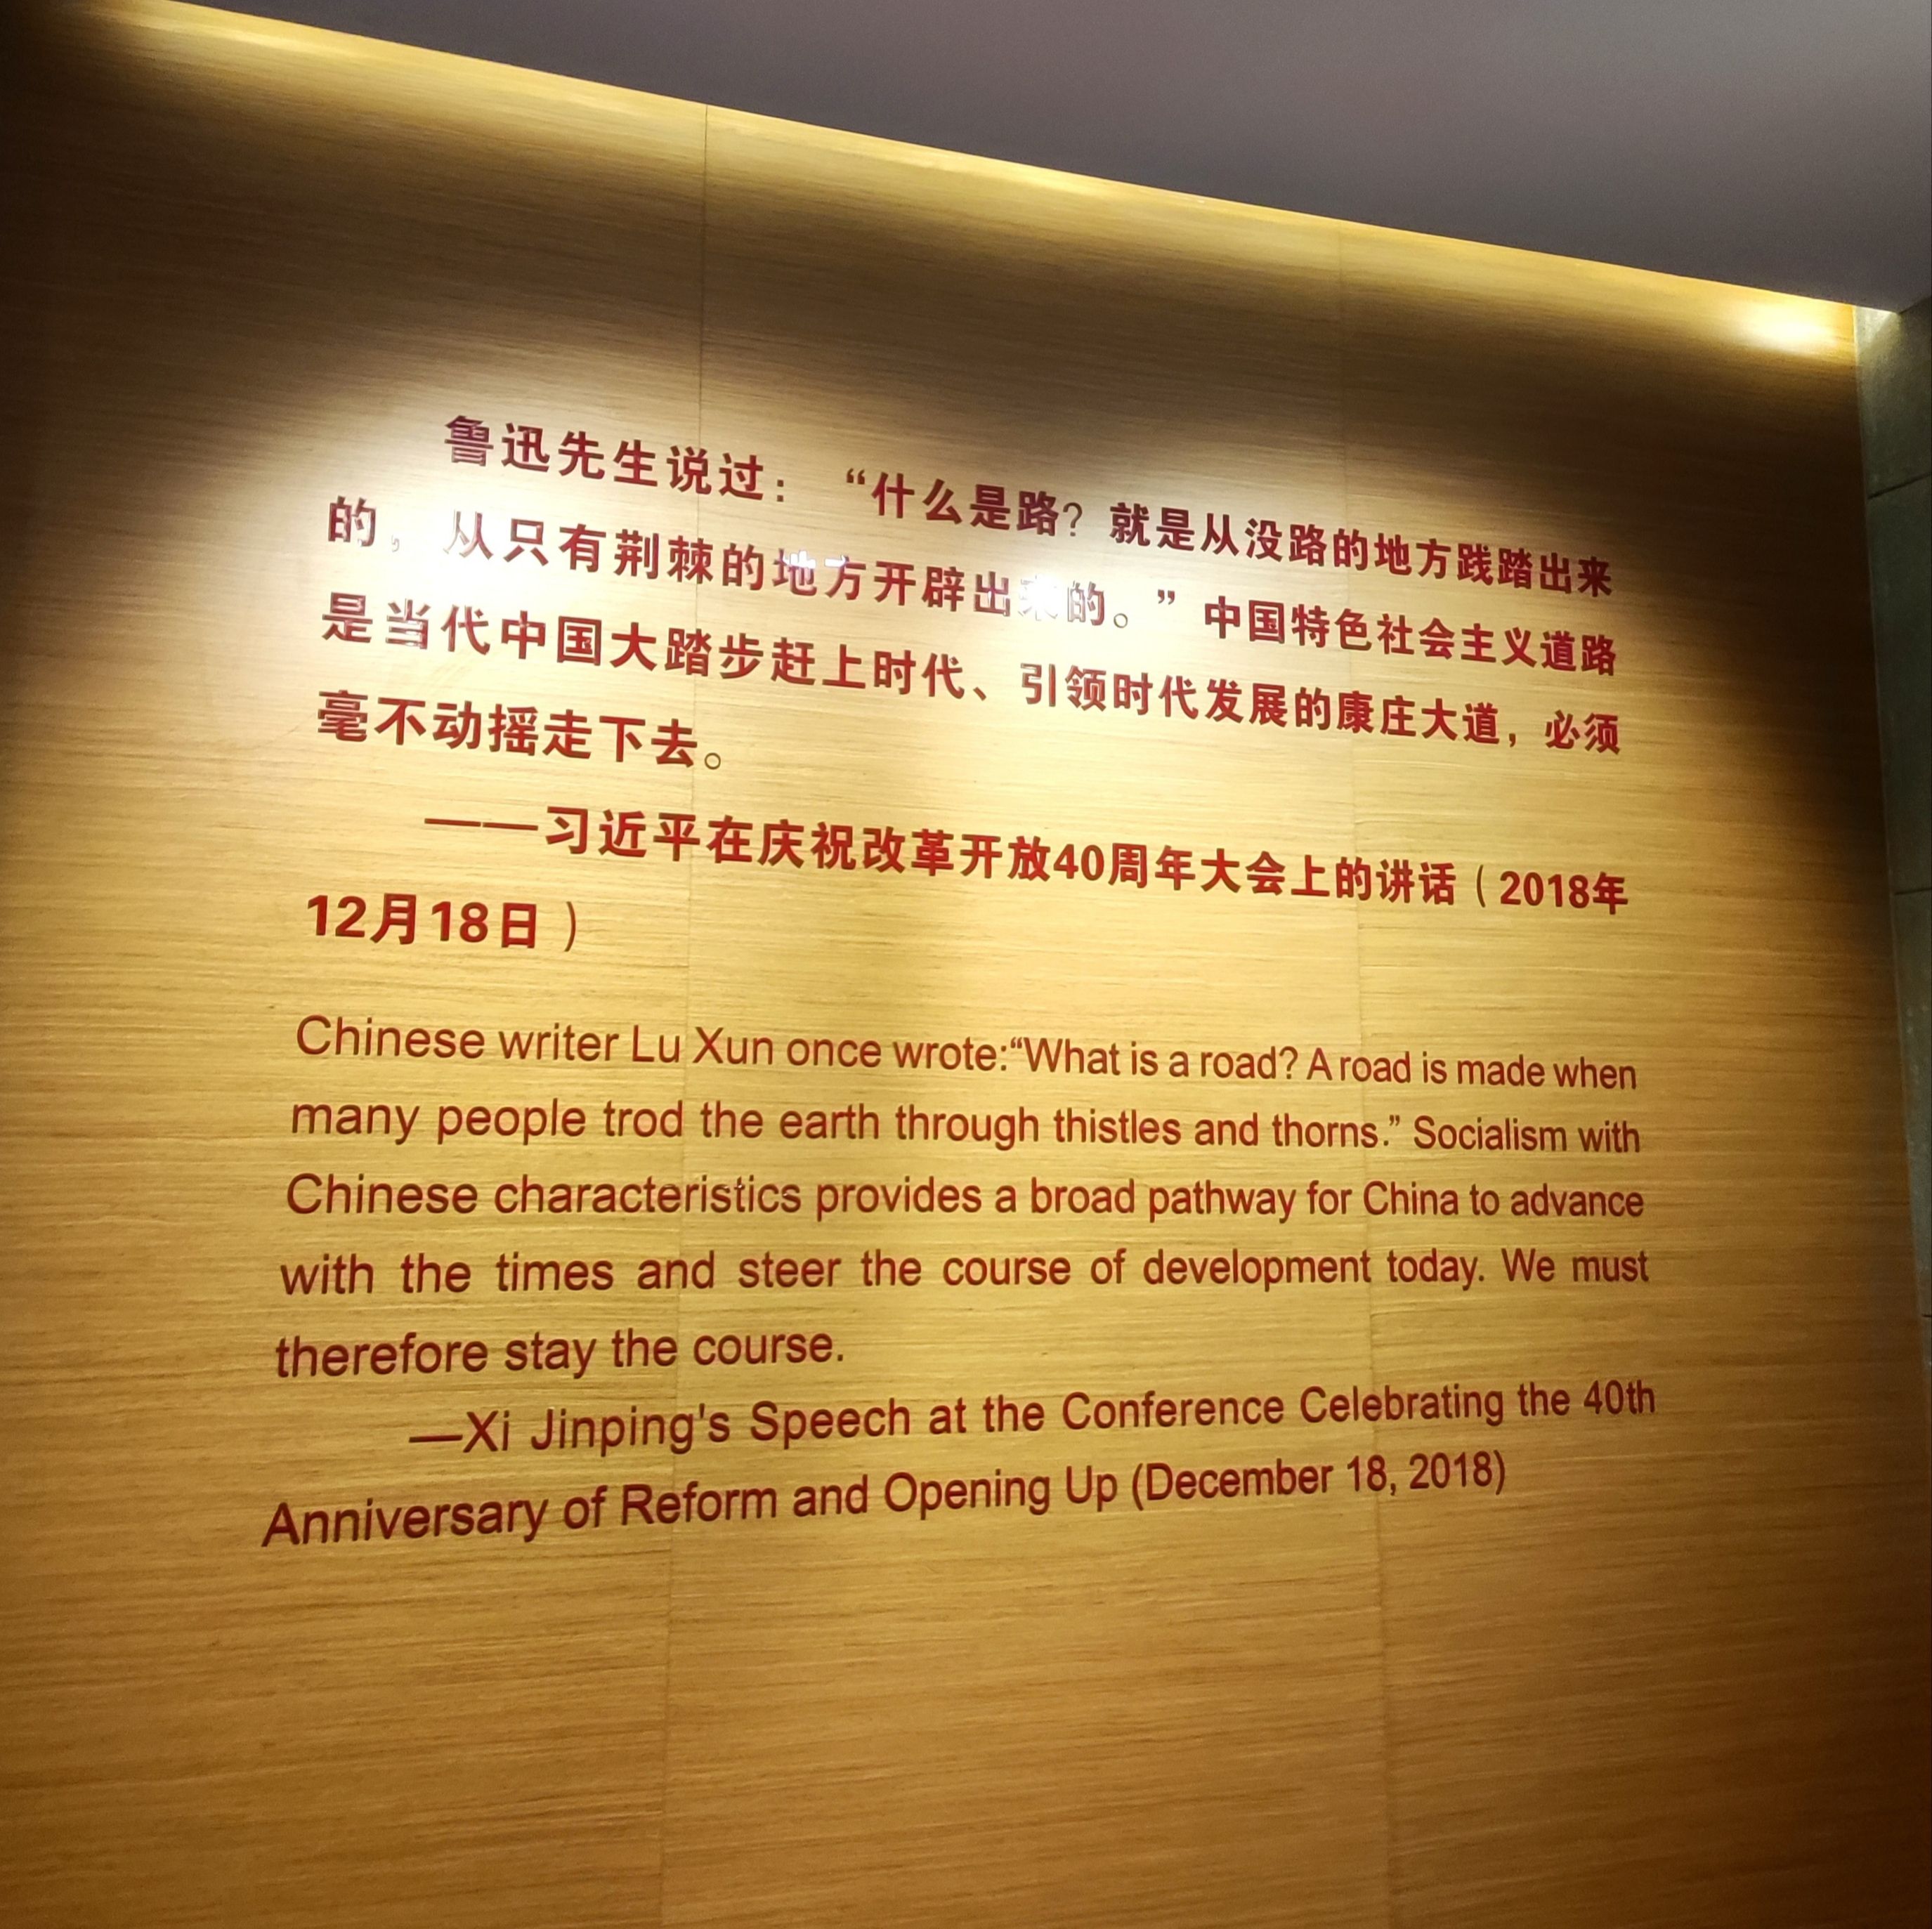 鲁迅先生说过：“什么是路？就是从没路的地方践踏出来
的，从只有荆棘的地方开辟出来的。”中国特色社会主义道路
是当代中国大踏步赶上时代、引领时代发展的康庄大道，必须
毫不动摇走下去。
——习近平在庆祝改革开放40周年大会上的讲话（2018年
12月18日）
Chinese writer Lu Xun once wrote:“What is a road? A road is made when
many people trod the earth through thistles and thorns.” Socialism with
Chinese characteristics provides a broad pathway for China to advance
with the times and steer the course of development today. We must
therefore stay the course.
—Xi Jinping's Speech at the Conference Celebrating the 40th
Anniversary of Reform and Opening Up (December 18, 2018)